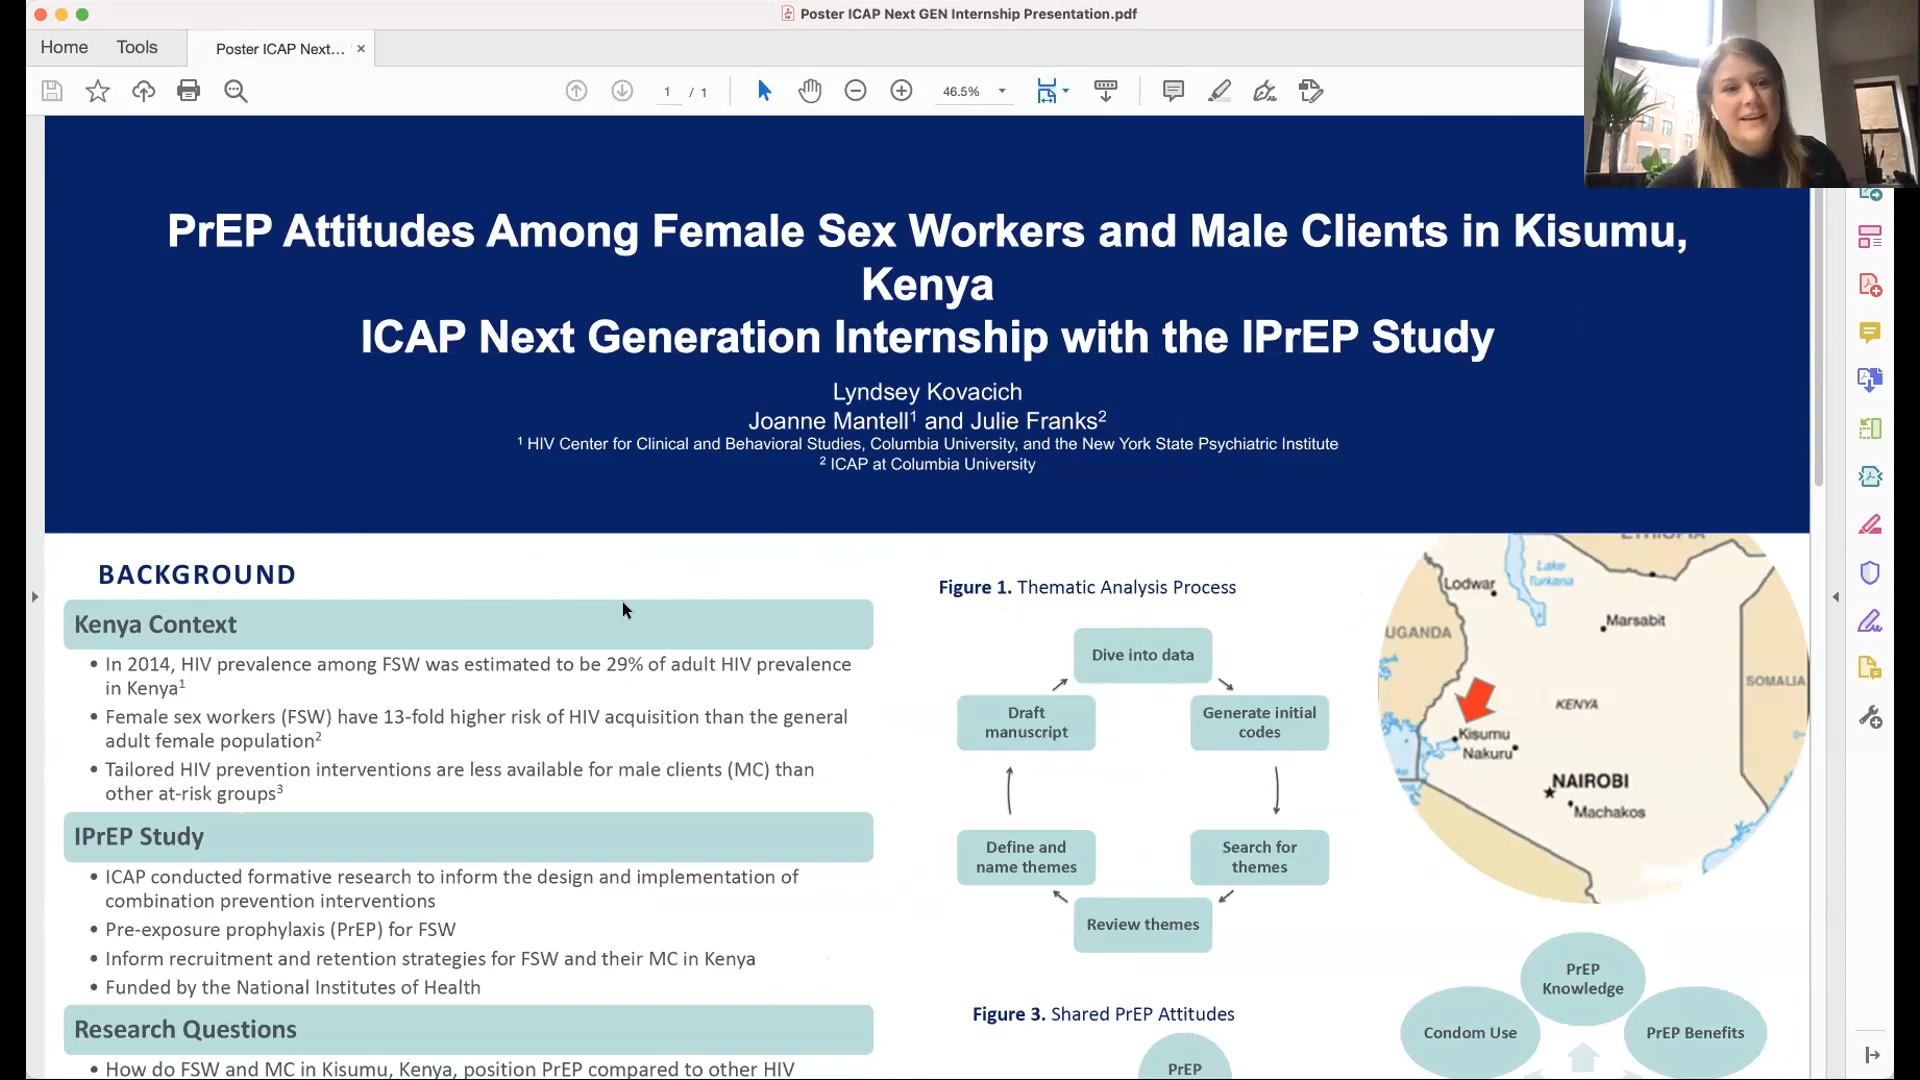 Poster ICAP Next GEN Internship Presentation.pdf
Home
Tools
Poster ICAP Next...
1 / 1
46.5%
PrEP Attitudes Among Female Sex Workers and Male Clients in Kisumu,
Kenya
ICAP Next Generation Internship with the IPrEP Study
Lyndsey Kovacich
Joanne Mantell¹ and Julie Franks²
¹ HIV Center for Clinical and Behavioral Studies, Columbia University, and the New York State Psychiatric Institute
² ICAP at Columbia University
BACKGROUND
Kenya Context
• In 2014, HIV prevalence among FSW was estimated to be 29% of adult HIV prevalence
in Kenya¹
• Female sex workers (FSW) have 13-fold higher risk of HIV acquisition than the general
adult female population²
• Tailored HIV prevention interventions are less available for male clients (MC) than
other at-risk groups³
IPrEP Study
• ICAP conducted formative research to inform the design and implementation of
combination prevention interventions
• Pre-exposure prophylaxis (PrEP) for FSW
• Inform recruitment and retention strategies for FSW and their MC in Kenya
• Funded by the National Institutes of Health
Research Questions
• How do FSW and MC in Kisumu, Kenya, position PrEP compared to other HIV
Figure 1. Thematic Analysis Process
Dive into data
Generate initial
codes
Search for
themes
Review themes
Define and
name themes
Draft
manuscript
Figure 3. Shared PrEP Attitudes
PrEP
ETHIOPIA
Lake
Turkana
Lodwar
Marsabit
UGANDA
SOMALIA
KENYA
Kisumu
Nakuru
NAIROBI
Machakos
PrEP
Knowledge
Condom Use
PrEP Benefits